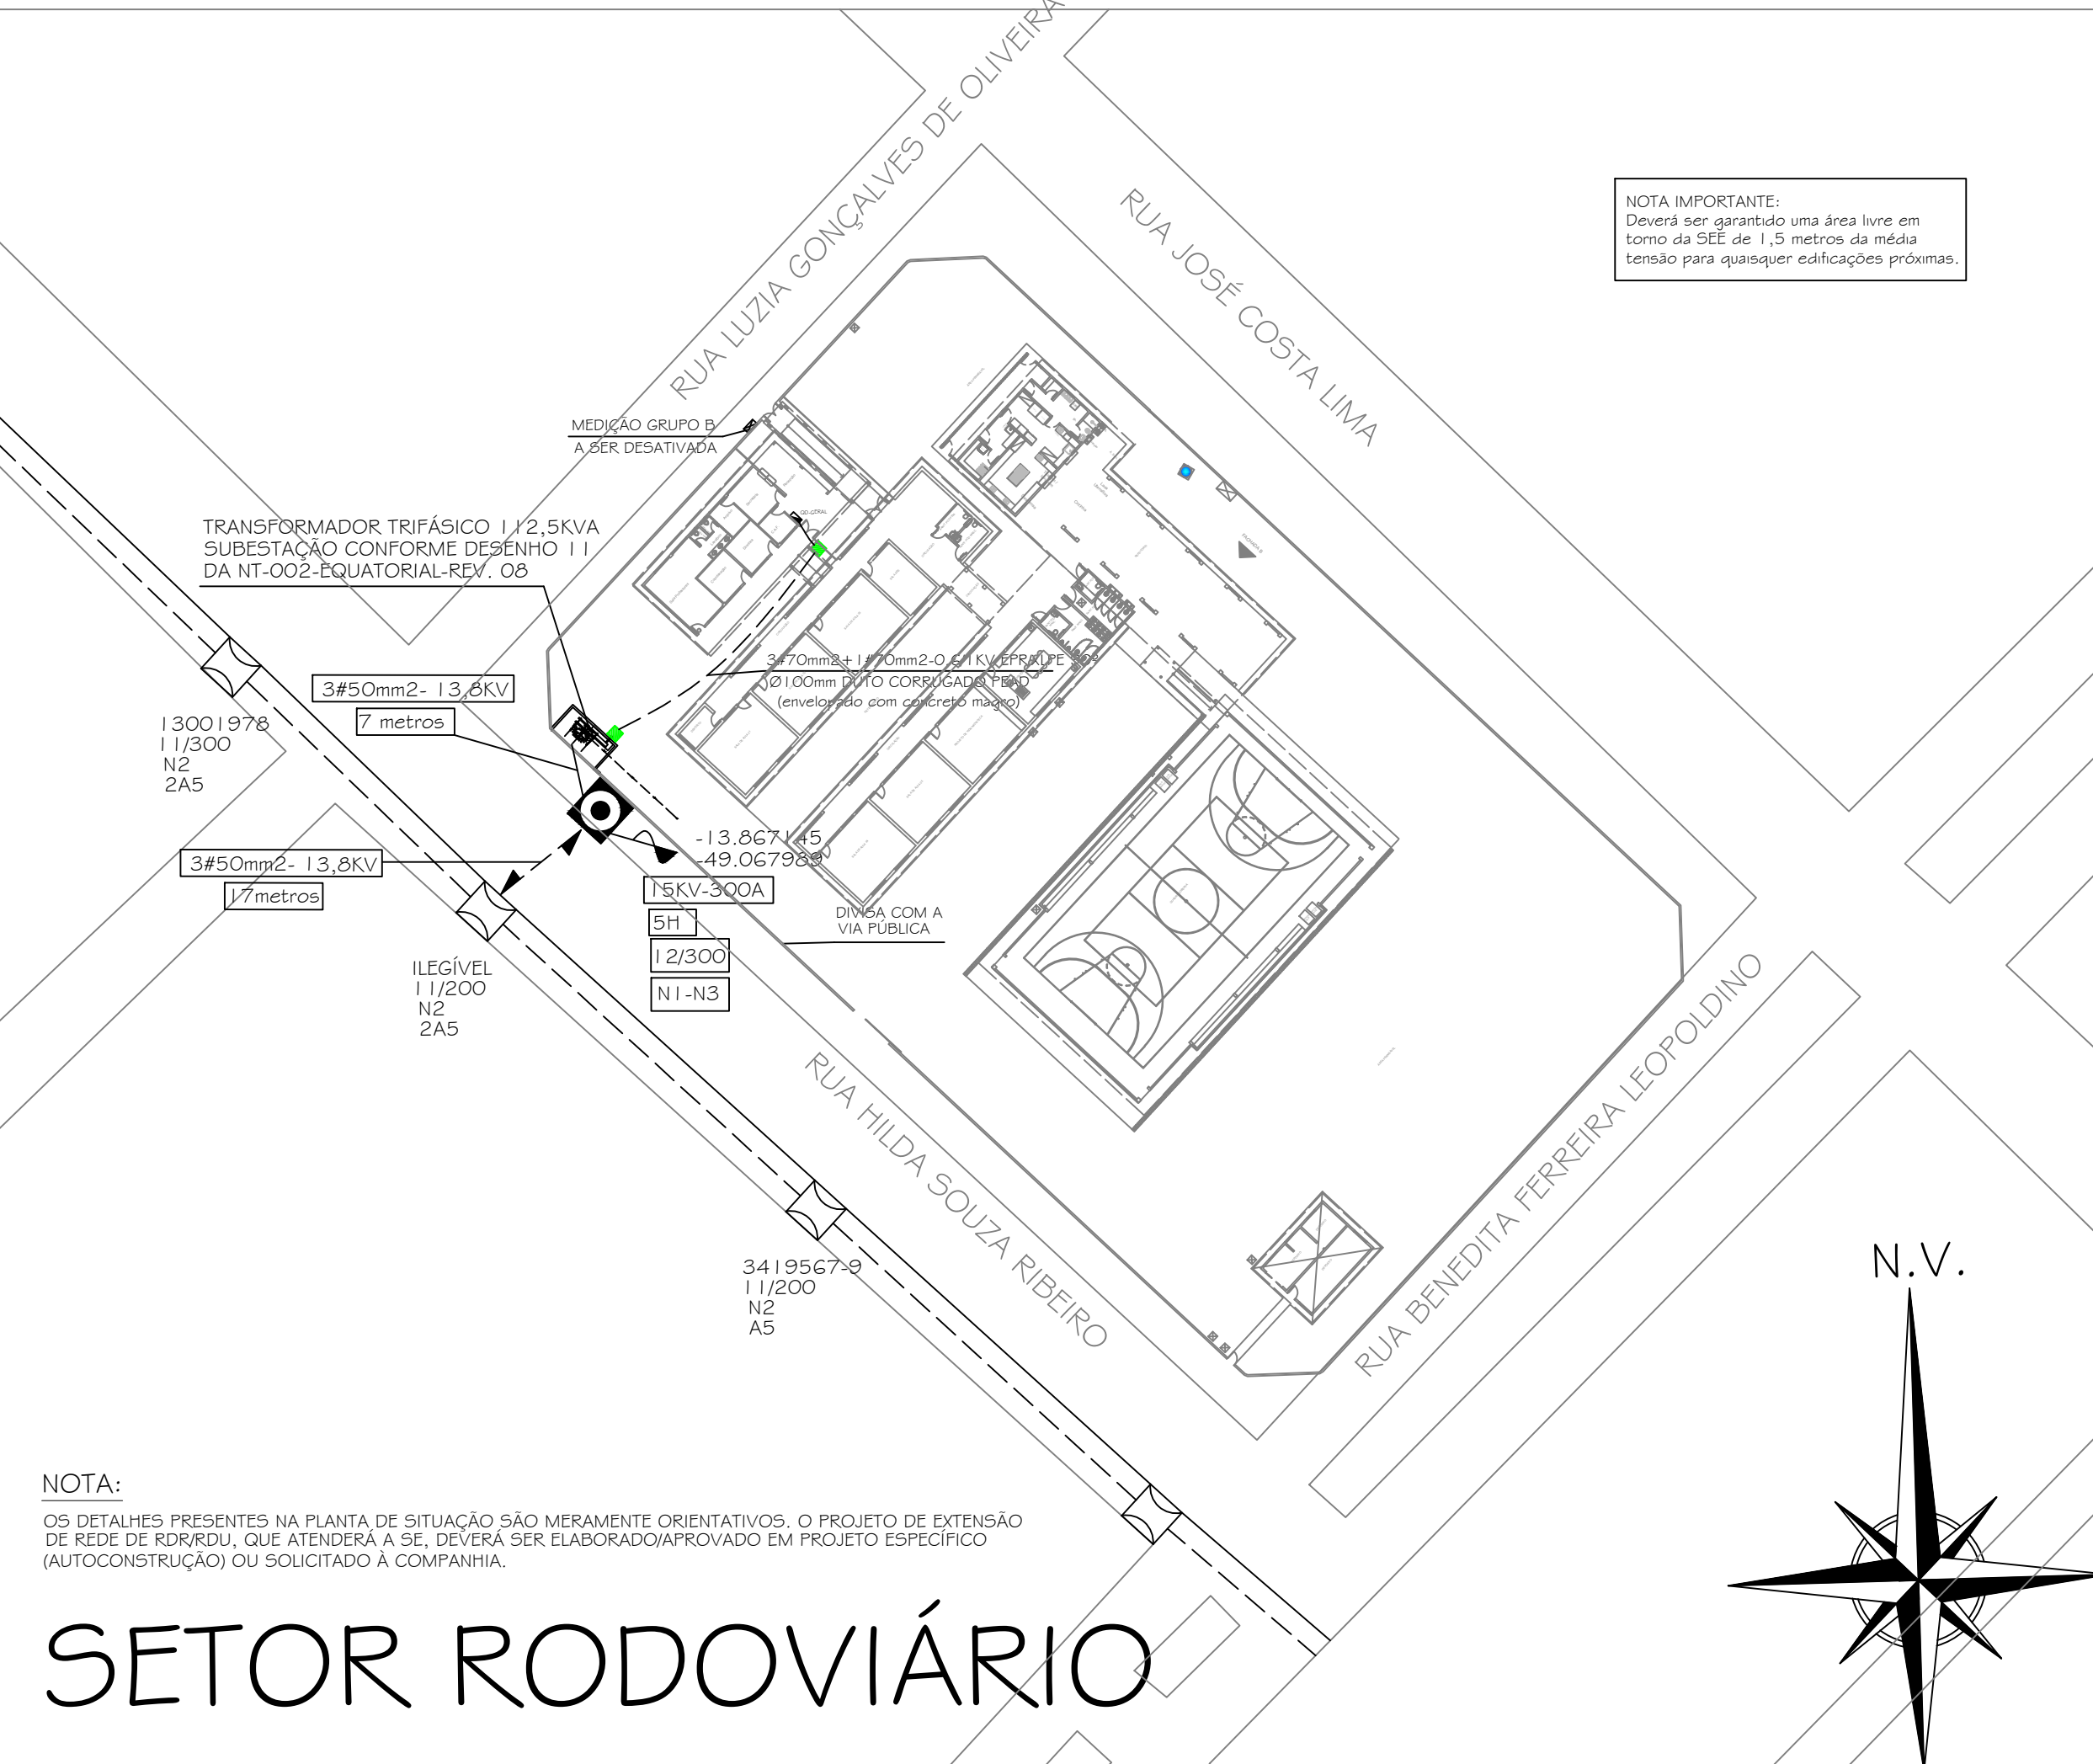 RUA LUZIA GONÇALVES DE OLIVEIRA
RUA JOSÉ COSTA LIMA
NOTA IMPORTANTE:
Deverá ser garantido uma área livre em
torno da SEE de 1,5 metros da média
tensão para quaisquer edificações próximas.
MEDIÇÃO GRUPO B
A SER DESATIVADA
QD-GERAL
TRANSFORMADOR TRIFÁSICO 112,5KVA
SUBESTAÇÃO CONFORME DESENHO 11
DA NT-002-EQUATORIAL-REV. 08
3#70mm2+1#70mm2-0,6/1KV EPR/XLPE
Ø100mm DUTO CORRUGADO PEAD
(envelopado com concreto magro)
3#50mm2- 13,8KV
7 metros
13001978
11/300
N2
2A5
-13.867145
-49.067989
3#50mm2- 13,8KV
17metros
15KV-300A
5H
12/300
N1-N3
DIVISA COM A
VIA PÚBLICA
ILEGÍVEL
11/200
N2
2A5
RUA HILDA SOUZA RIBEIRO
RUA BENEDITA FERREIRA LEOPOLDINO
3419567-9
11/200
N2
A5
N.V.
NOTA:
OS DETALHES PRESENTES NA PLANTA DE SITUAÇÃO SÃO MERAMENTE ORIENTATIVOS. O PROJETO DE EXTENSÃO
DE REDE DE RDR/RDU, QUE ATENDERÁ A SE, DEVERÁ SER ELABORADO/APROVADO EM PROJETO ESPECÍFICO
(AUTOCONSTRUÇÃO) OU SOLICITADO À COMPANHIA.
SETOR RODOVIÁRIO